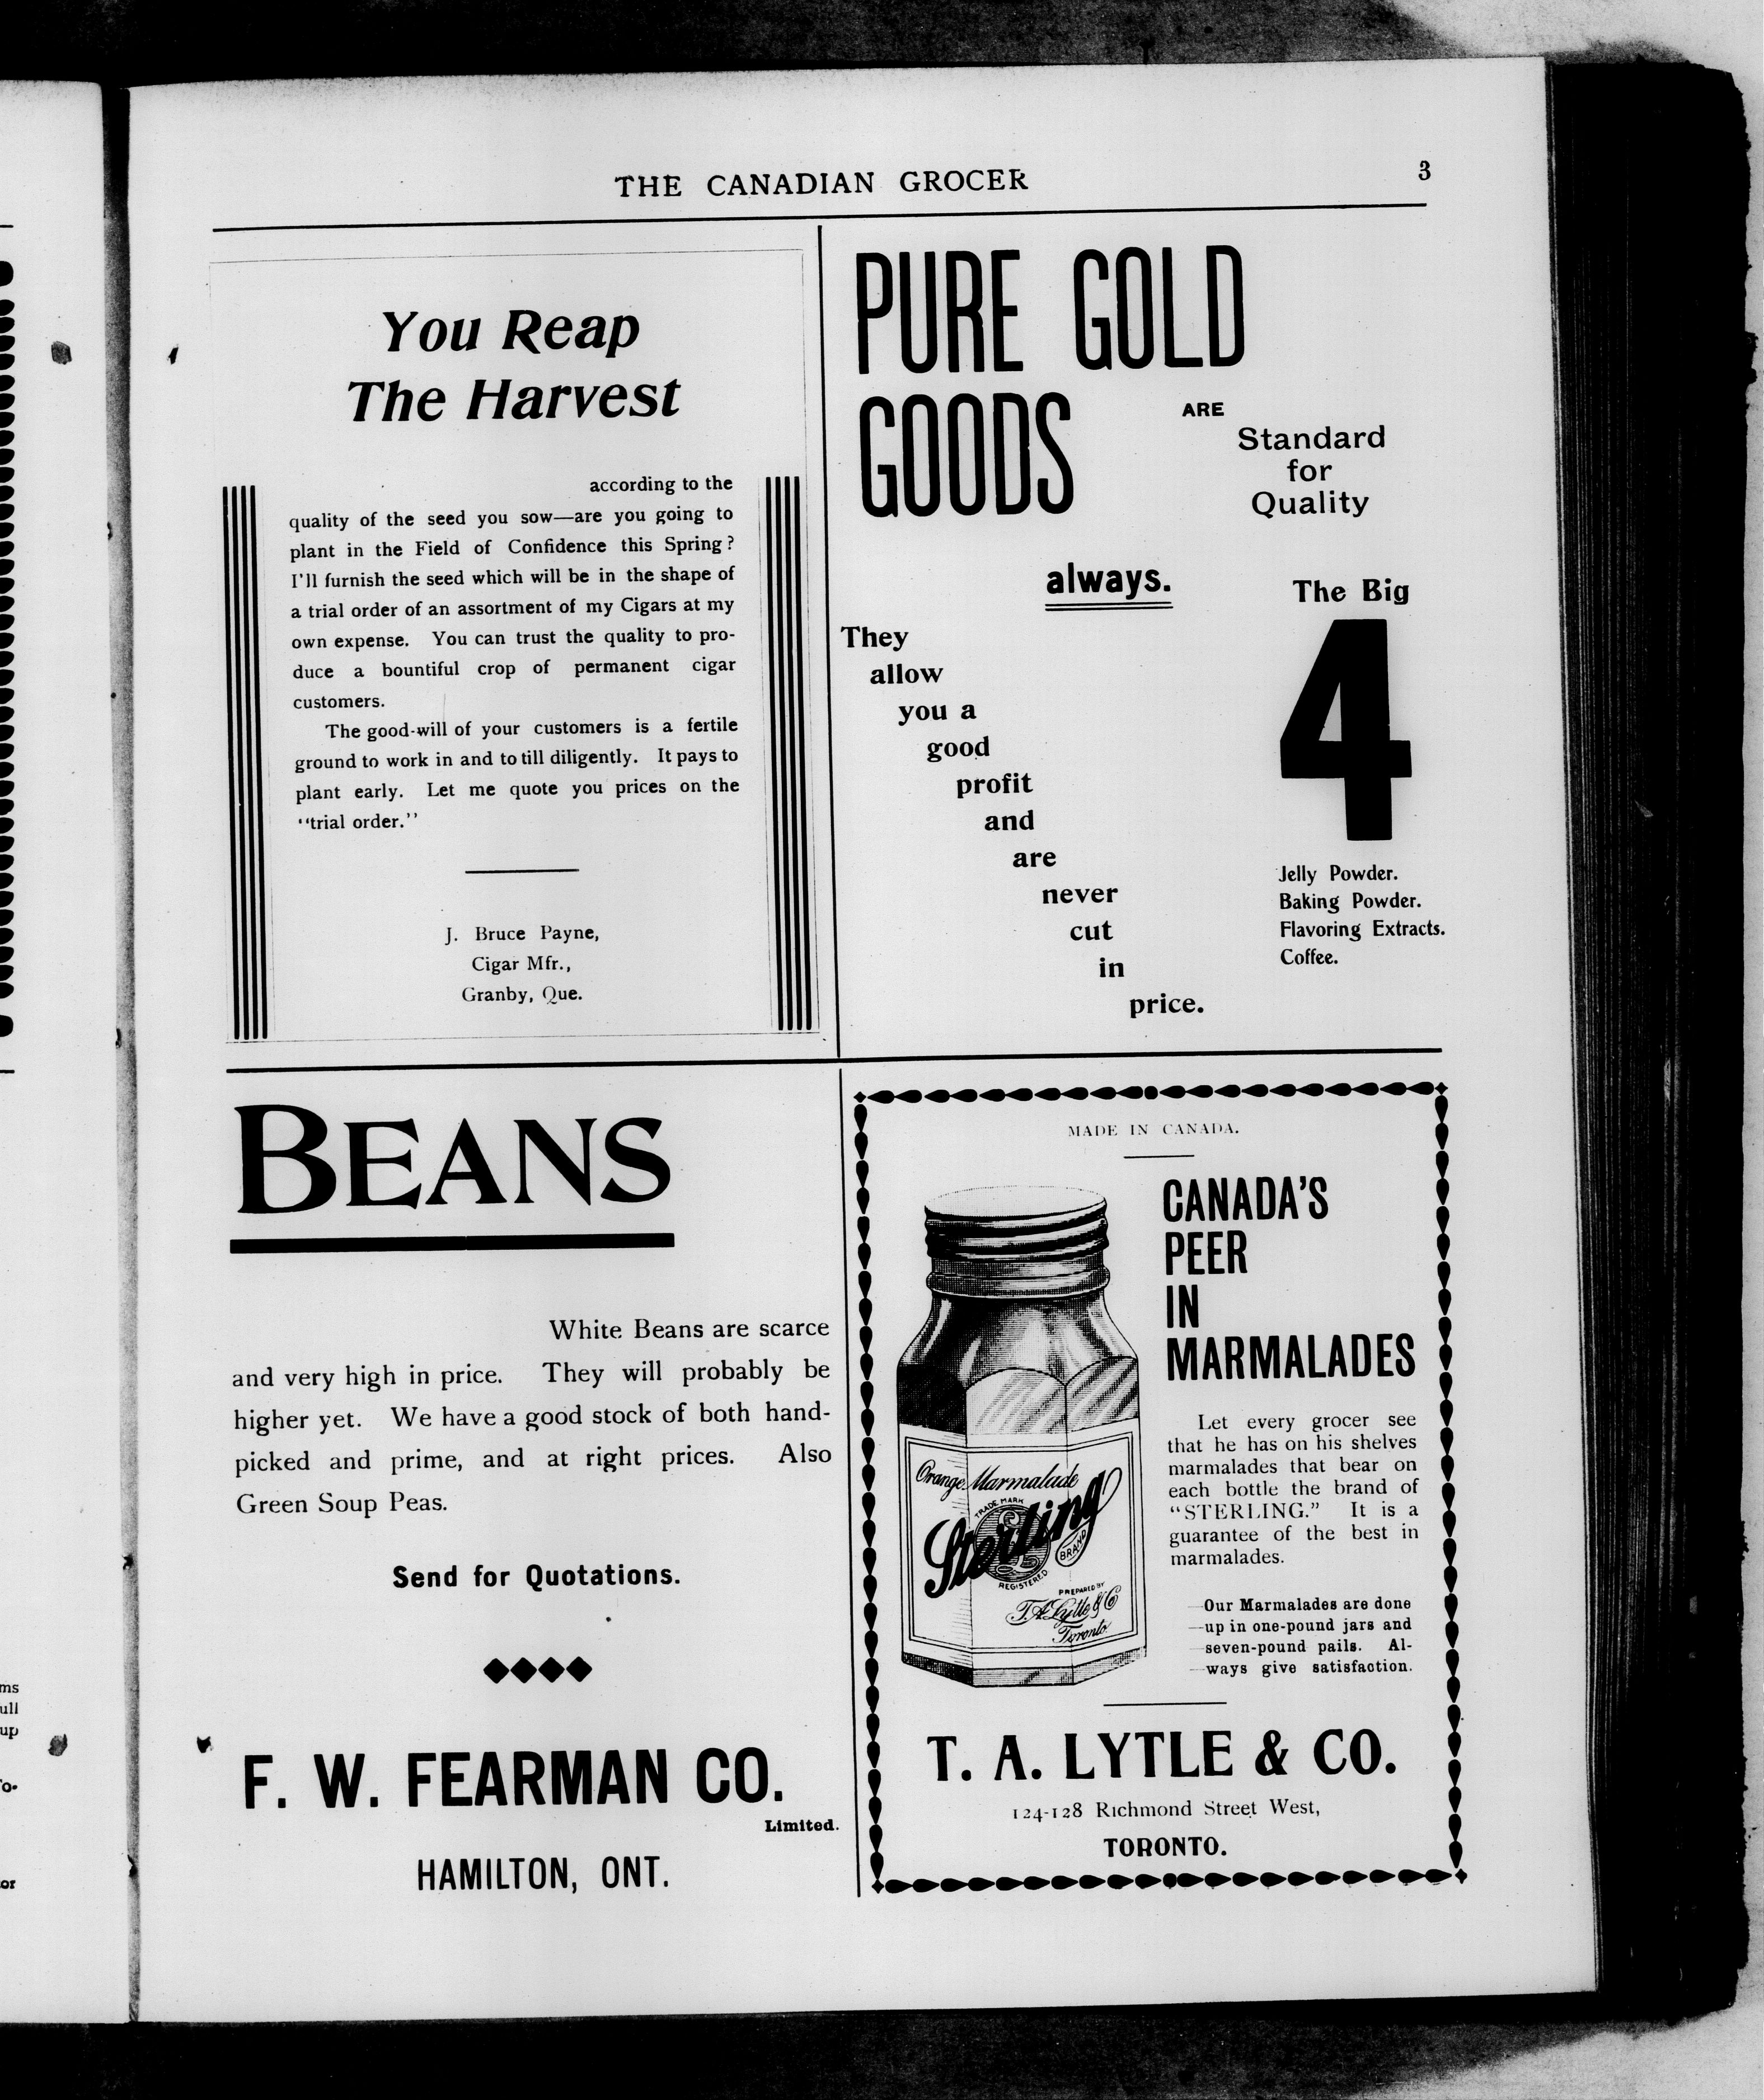 THE CANADIAN GROCER
3
You Reap
The Harvest
according to the
quality of the seed you sow—are you going to
plant in the Field of Confidence this Spring?
I'll furnish the seed which will be in the shape of
a trial order of an assortment of my Cigars at my
own expense. You can trust the quality to pro-
duce a bountiful crop of permanent cigar
customers.
The good-will of your customers is a fertile
ground to work in and to till diligently. It pays to
plant early. Let me quote you prices on the
"trial order."
J. Bruce Payne,
Cigar Mfr.,
Granby, Que.
PURE GOLD
GOODS
ARE
Standard
for
Quality
always.
They
allow
you a
good
profit
and
are
never
cut
in
price.
The Big
4
Jelly Powder.
Baking Powder.
Flavoring Extracts.
Coffee.
BEANS
White Beans are scarce
and very high in price. They will probably be
higher yet. We have a good stock of both hand-
picked and prime, and at right prices. Also
Green Soup Peas.
Send for Quotations.
F. W. FEARMAN CO.
Limited.
HAMILTON, ONT.
MADE IN CANADA.
CANADA'S
PEER
IN
MARMALADES
Orange Marmalade
TRADE MARK
Sterling
BRAND
REGISTERED
PREPARED BY
T. A. Lytle & Co
Toronto
Let every grocer see
that he has on his shelves
marmalades that bear on
each bottle the brand of
"STERLING." It is a
guarantee of the best in
marmalades.
—Our Marmalades are done
—up in one-pound jars and
—seven-pound pails. Al-
—ways give satisfaction.
T. A. LYTLE & CO.
124-128 Richmond Street West,
TORONTO.
ms
ull
up
o-
or